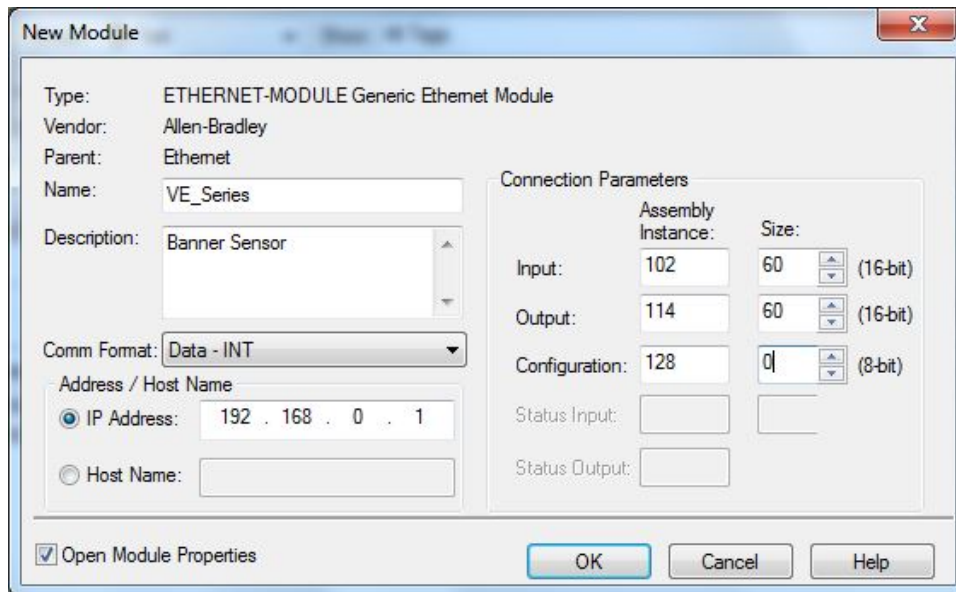 New Module
Type: ETHERNET-MODULE Generic Ethernet Module
Vendor: Allen-Bradley
Parent: Ethernet
Name: VE_Series
Description: Banner Sensor
Comm Format: Data - INT
Address / Host Name
IP Address: 192 . 168 . 0 . 1
Host Name:
Connection Parameters
Assembly Instance: Size:
Input: 102 60 (16-bit)
Output: 114 60 (16-bit)
Configuration: 128 0 (8-bit)
Status Input:
Status Output:
Open Module Properties
OK Cancel Help